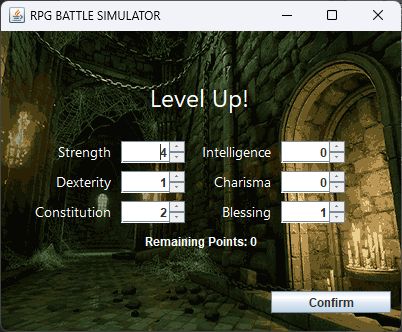 RPG BATTLE SIMULATOR
Level Up!
Strength 4 Intelligence 0
Dexterity 1 Charisma 0
Constitution 2 Blessing 1
Remaining Points: 0
Confirm